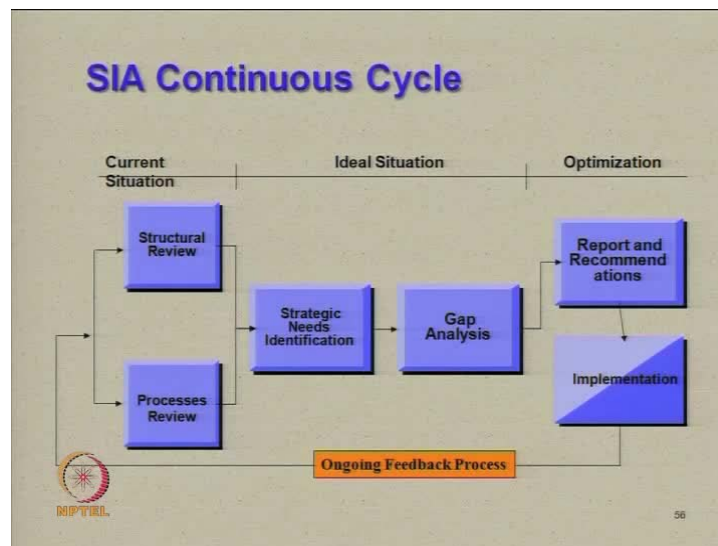 SIA Continuous Cycle
Current
Situation
Ideal Situation
Optimization
Structural
Review
Processes
Review
Strategic
Needs
Identification
Gap
Analysis
Report and
Recommend
ations
Implementation
Ongoing Feedback Process
NPTEL
56